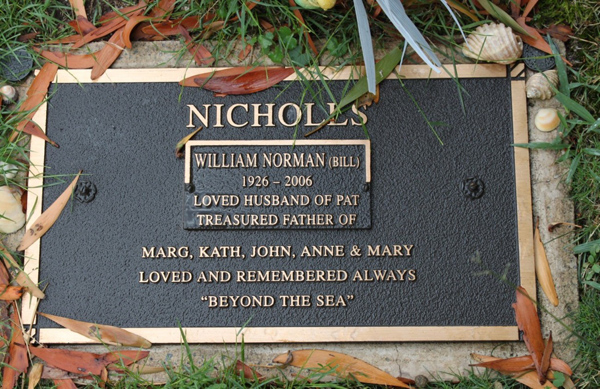 NICHOLLS
WILLIAM NORMAN (BILL)
1926 – 2006
LOVED HUSBAND OF PAT
TREASURED FATHER OF
MARG, KATH, JOHN, ANNE & MARY
LOVED AND REMEMBERED ALWAYS
“BEYOND THE SEA”